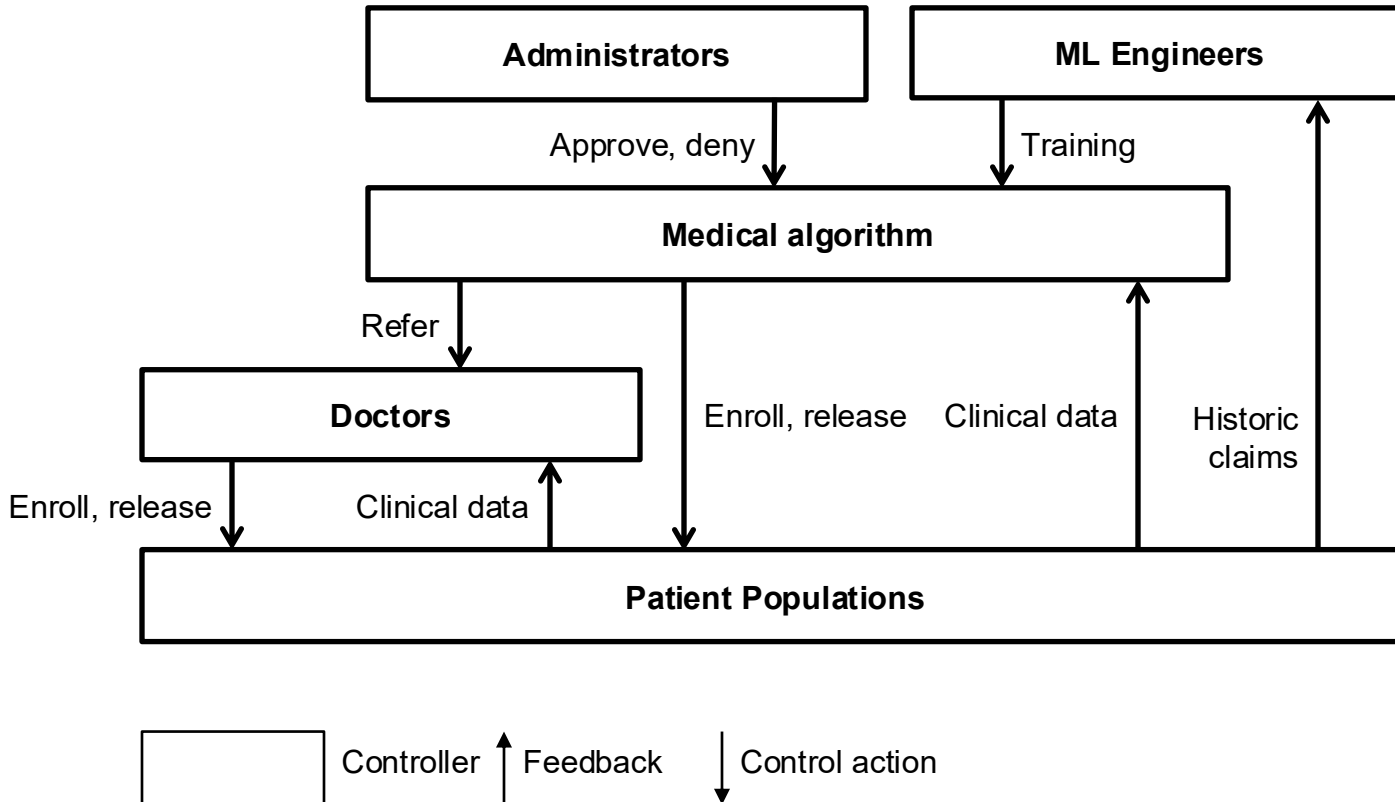 Administrators
ML Engineers
Approve, deny
Training
Medical algorithm
Refer
Doctors
Enroll, release
Clinical data
Historic
claims
Enroll, release
Clinical data
Patient Populations
Controller
Feedback
Control action